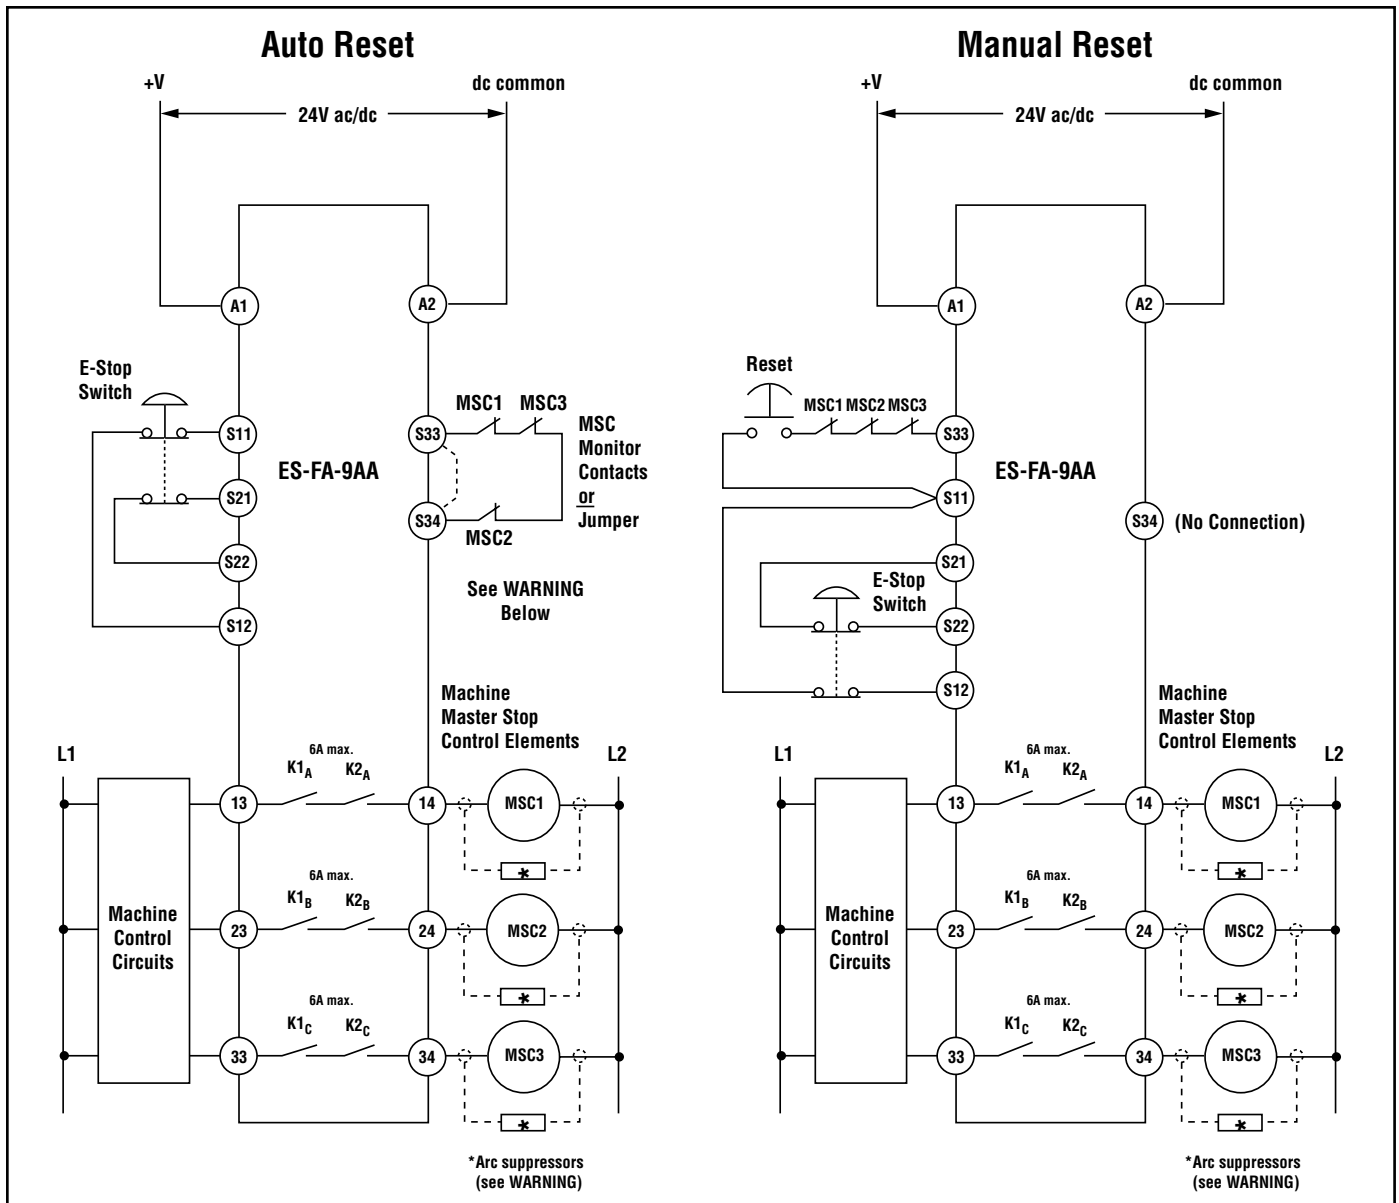 Auto Reset
+V
dc common
24V ac/dc
A1
A2
E-Stop
Switch
S11
S21
S22
S12
S33
S34
MSC1
MSC3
MSC2
MSC
Monitor
Contacts
or
Jumper
ES-FA-9AA
See WARNING
Below
Machine
Master Stop
Control Elements
L1
L2
Machine
Control
Circuits
6A max.
K1A
K2A
13
14
MSC1
*
6A max.
K1B
K2B
23
24
MSC2
*
6A max.
K1C
K2C
33
34
MSC3
*
*Arc suppressors
(see WARNING)
Manual Reset
+V
dc common
24V ac/dc
A1
A2
Reset
MSC1 MSC2 MSC3
S33
ES-FA-9AA
S11
S34 (No Connection)
S21
E-Stop
Switch
S22
S12
Machine
Master Stop
Control Elements
L1
L2
Machine
Control
Circuits
6A max.
K1A
K2A
13
14
MSC1
*
6A max.
K1B
K2B
23
24
MSC2
*
6A max.
K1C
K2C
33
34
MSC3
*
*Arc suppressors
(see WARNING)